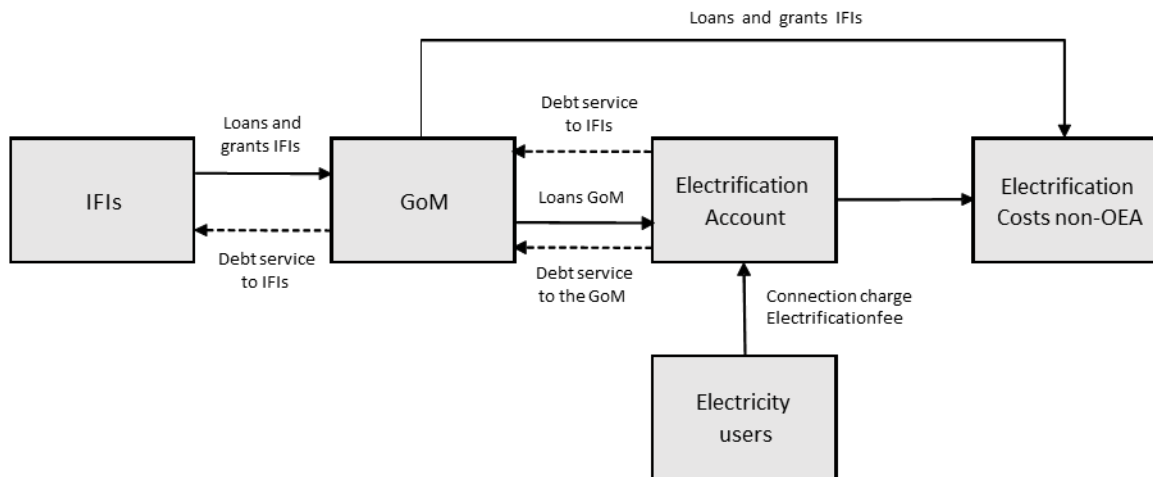 Loans and grants IFIs
Debt service
to IFIs
Loans and
grants IFIs
IFIs
GoM
Loans GoM
Electrification
Account
Electrification
Costs non-OEA
Debt service
to IFIs
Debt service
to the GoM
Connection charge
Electrificationfee
Electricity
users